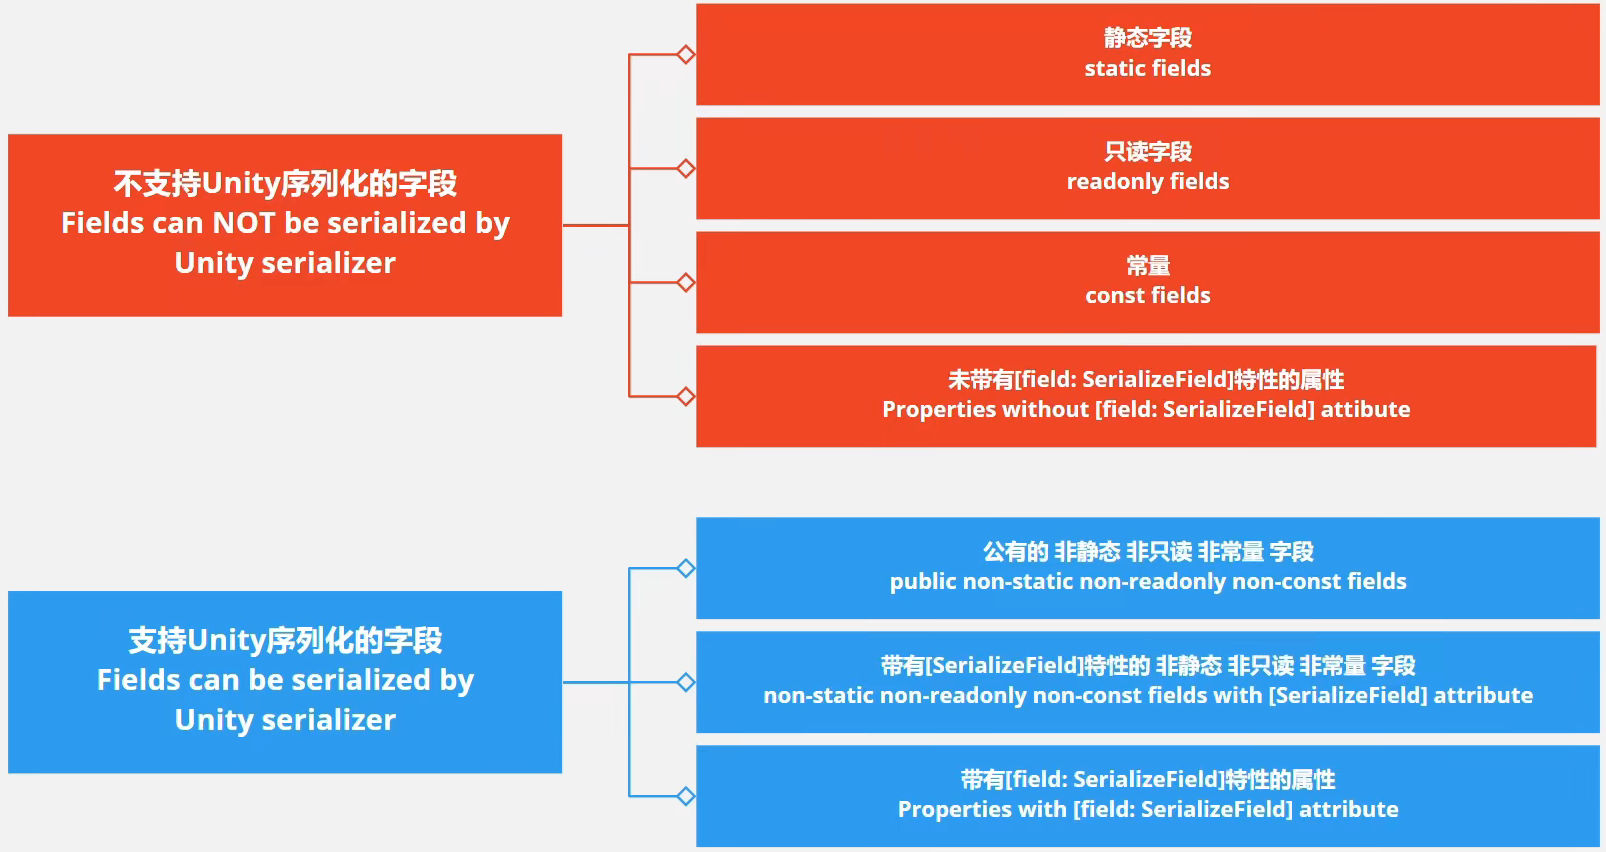 不支持Unity序列化的字段
Fields can NOT be serialized by
Unity serializer
静态字段
static fields
只读字段
readonly fields
常量
const fields
未带有[field: SerializeField]特性的属性
Properties without [field: SerializeField] attibute
支持Unity序列化的字段
Fields can be serialized by
Unity serializer
公有的 非静态 非只读 非常量 字段
public non-static non-readonly non-const fields
带有[SerializeField]特性的 非静态 非只读 非常量 字段
non-static non-readonly non-const fields with [SerializeField] attribute
带有[field: SerializeField]特性的属性
Properties with [field: SerializeField] attribute